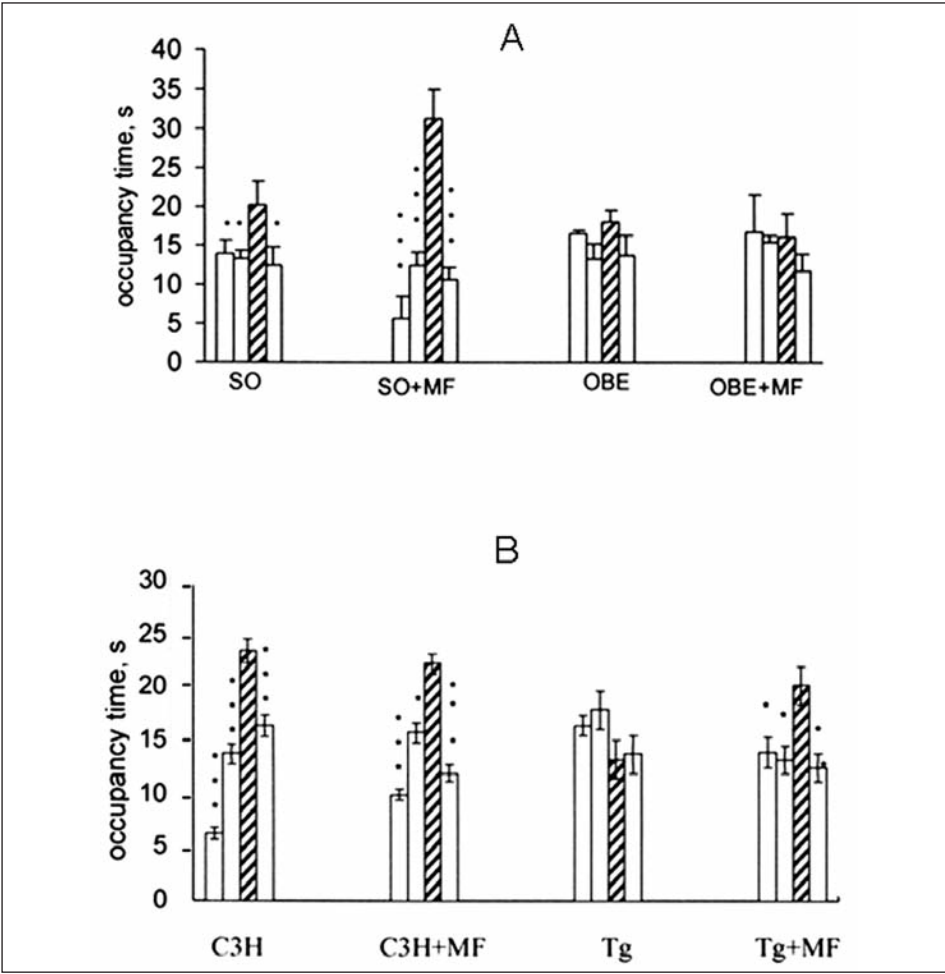 A
occupancy time, s
40
35
30
25
20
15
10
5
0
SO
SO+MF
OBE
OBE+MF
B
occupancy time, s
30
25
20
15
10
5
0
C3H
C3H+MF
Tg
Tg+MF